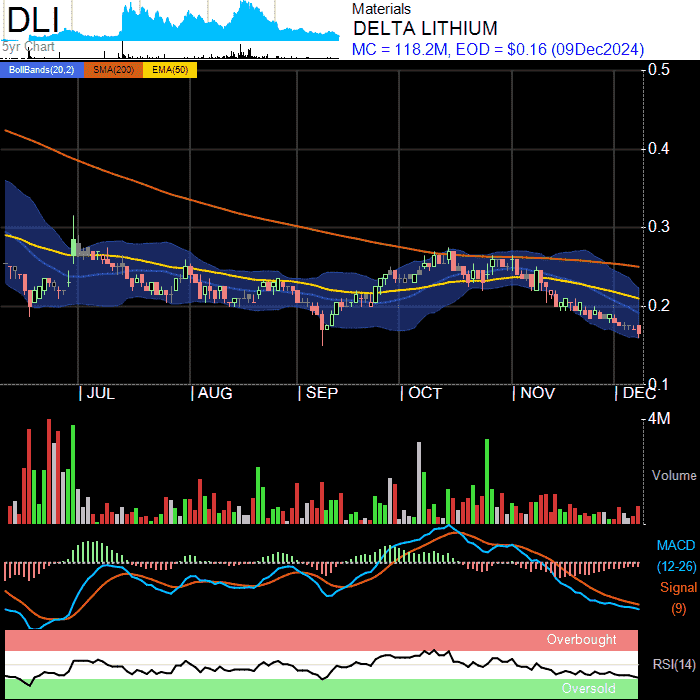 DLI
5yr Chart
Materials
DELTA LITHIUM
MC = 118.2M, EOD = $0.16 (09Dec2024)
BollBands(20,2) SMA(200) EMA(50)
0.5
0.4
0.3
0.2
0.1
JUL AUG SEP OCT NOV DEC
4M
Volume
MACD
(12-26)
Signal
(9)
Overbought
RSI(14)
Oversold